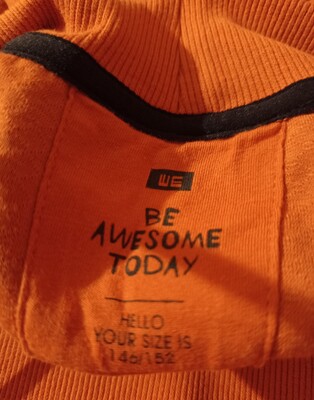 WE
BE
AWESOME
TODAY
HELLO
YOUR SIZE IS
146/152